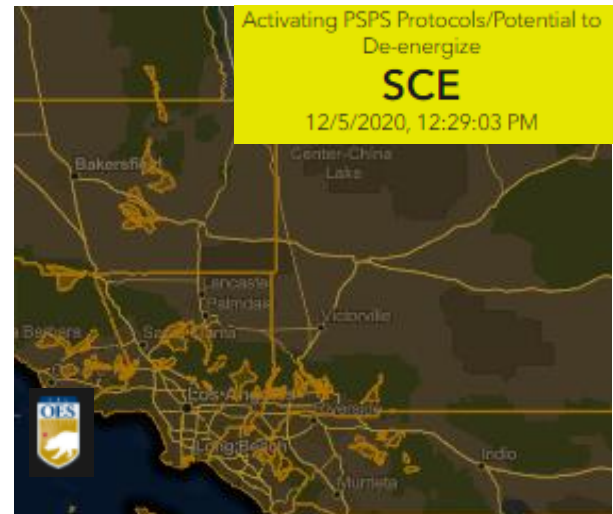 Activating PSPS Protocols/Potential to
De-energize
SCE
12/5/2020, 12:29:03 PM
Center-China
Lake
Bakersfield
Lancaster
Palmdale
Victorville
Santa Clarita
Los Angeles
Riverside
Long Beach
Indio
Murrieta
OES